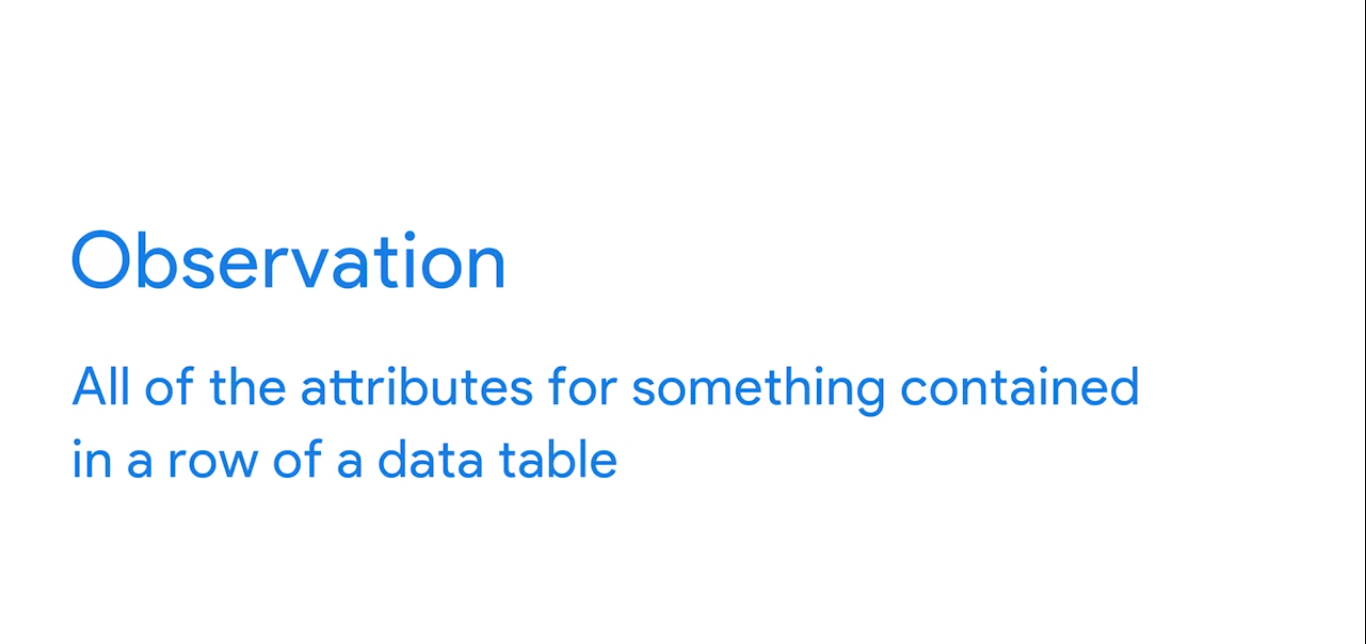 Observation
All of the attributes for something contained
in a row of a data table